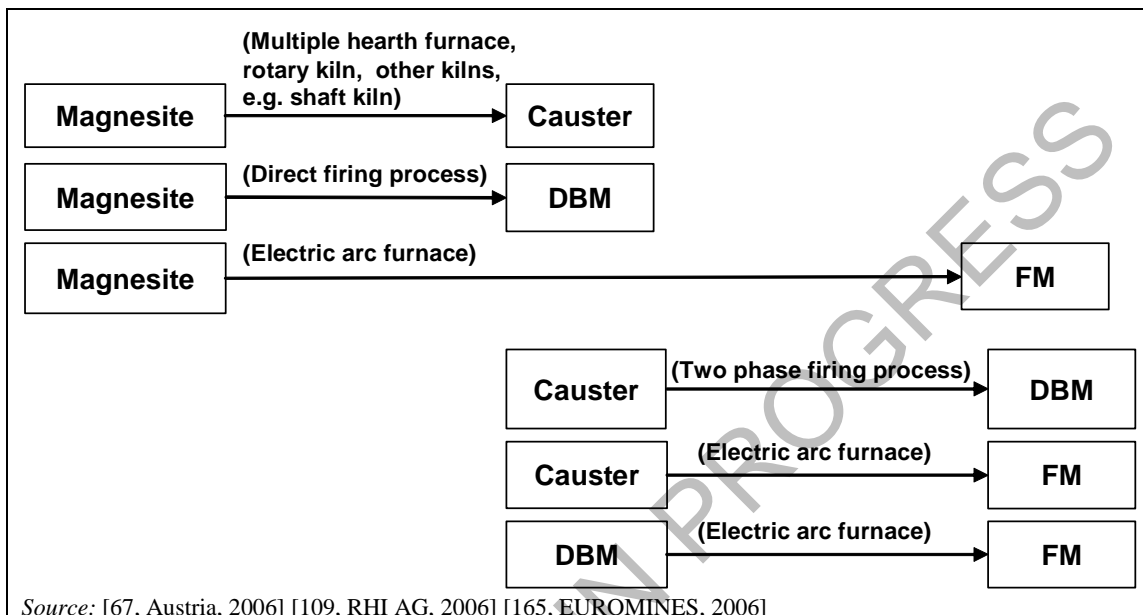 (Multiple hearth furnace,
rotary kiln, other kilns,
e.g. shaft kiln)
Magnesite
Causter
(Direct firing process)
Magnesite
DBM
(Electric arc furnace)
Magnesite
FM
(Two phase firing process)
Causter
DBM
(Electric arc furnace)
Causter
FM
(Electric arc furnace)
DBM
FM
Source: [67, Austria, 2006] [109, RHI AG, 2006] [165, EUROMINES, 2006]
IN PROGRESS